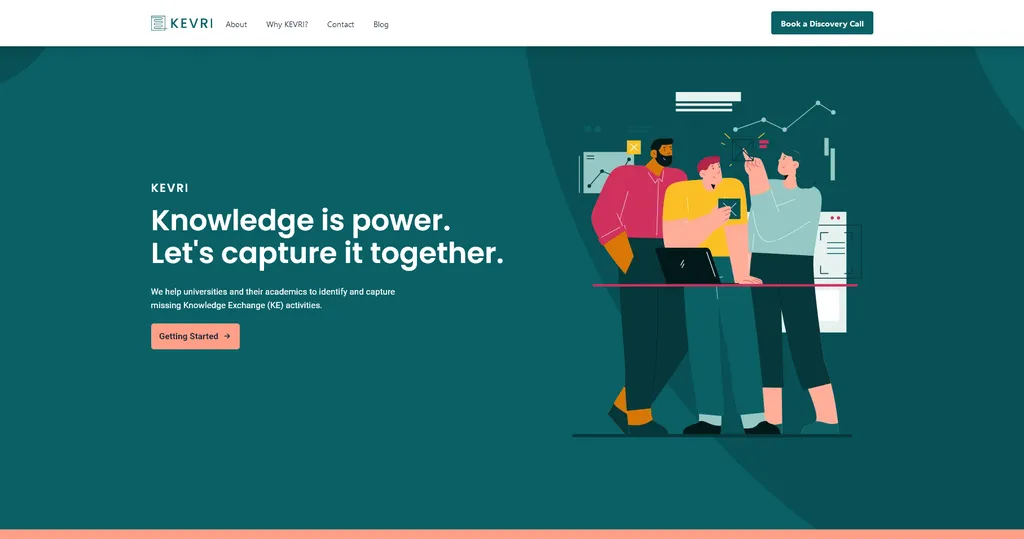 KEVRI
About
Why KEVRI?
Contact
Blog
Book a Discovery Call
KEVRI
Knowledge is power.
Let's capture it together.
We help universities and their academics to identify and capture
missing Knowledge Exchange (KE) activities.
Getting Started →